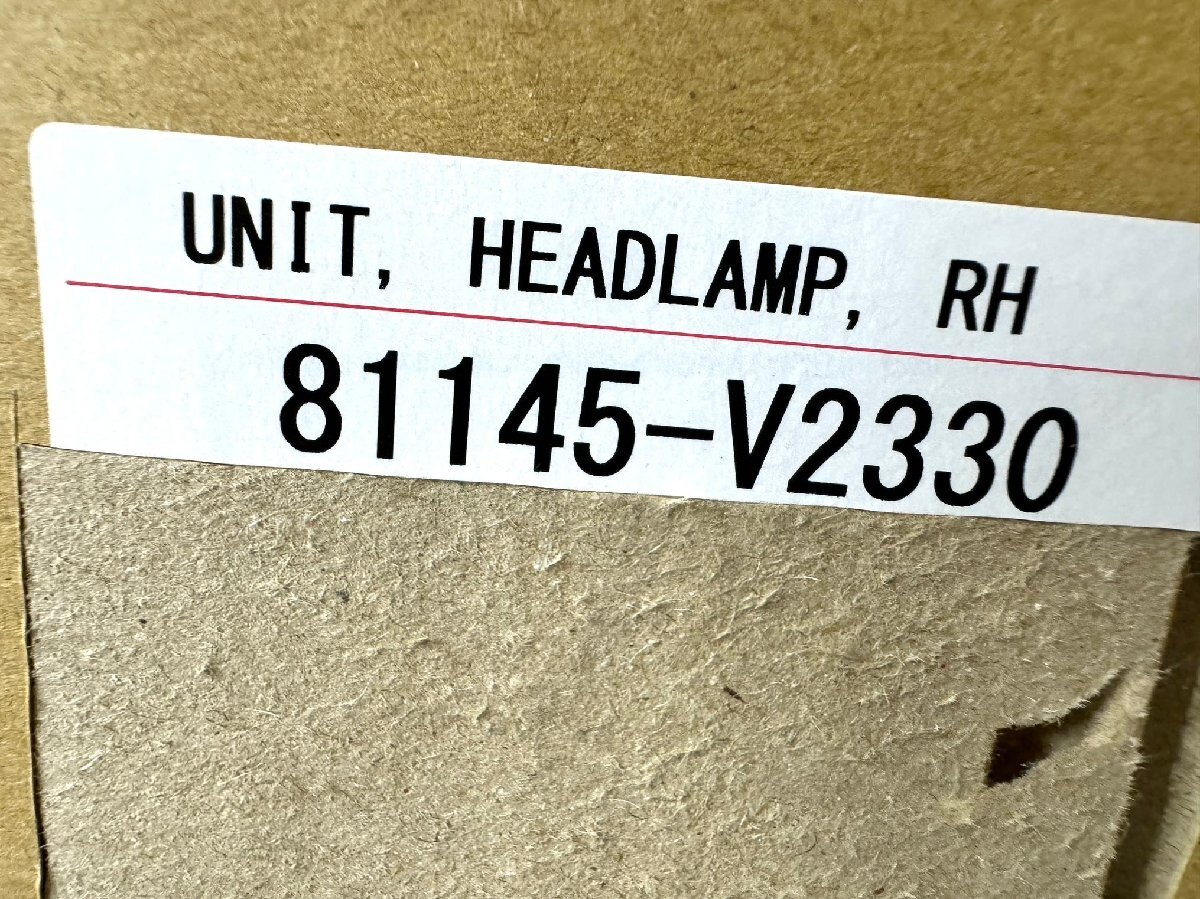 UNIT, HEADLAMP, RH
81145-V2330